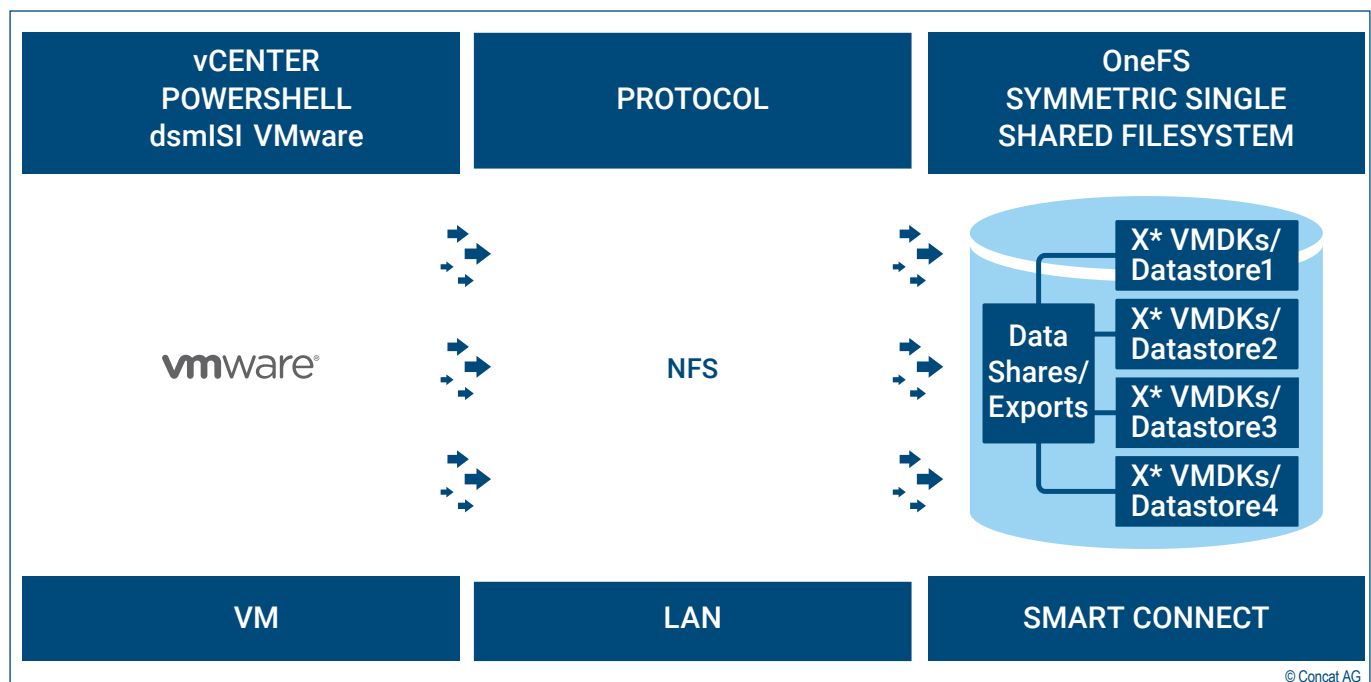 vCENTER
POWERSHELL
dsmISI VMware
PROTOCOL
OneFS
SYMMETRIC SINGLE
SHARED FILESYSTEM
vmware®
NFS
Data
Shares/
Exports
X* VMDKs/
Datastore1
X* VMDKs/
Datastore2
X* VMDKs/
Datastore3
X* VMDKs/
Datastore4
VM
LAN
SMART CONNECT
© Concat AG